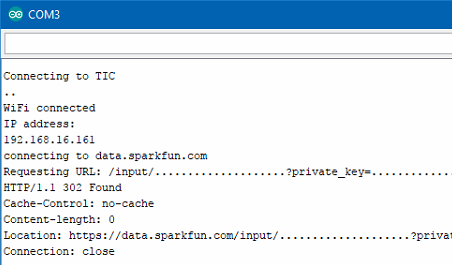 COM3
Connecting to TIC
..
WiFi connected
IP address:
192.168.16.161
connecting to data.sparkfun.com
Requesting URL: /input/....................?private_key=.............
HTTP/1.1 302 Found
Cache-Control: no-cache
Content-length: 0
Location: https://data.sparkfun.com/input/....................?priva
Connection: close